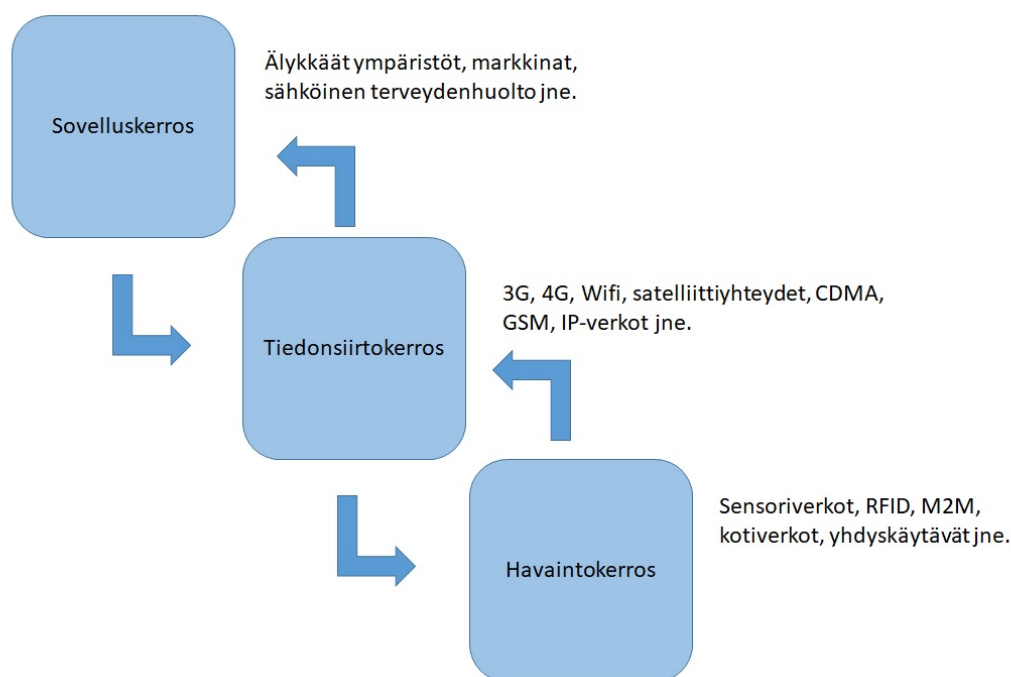 Sovelluskerros
Älykkäät ympäristöt, markkinat,
sähköinen terveydenhuolto jne.
Tiedonsiirtokerros
3G, 4G, Wifi, satelliittiyhteydet, CDMA,
GSM, IP-verkot jne.
Havaintokerros
Sensoriverkot, RFID, M2M,
kotiverkot, yhdyskäytävät jne.